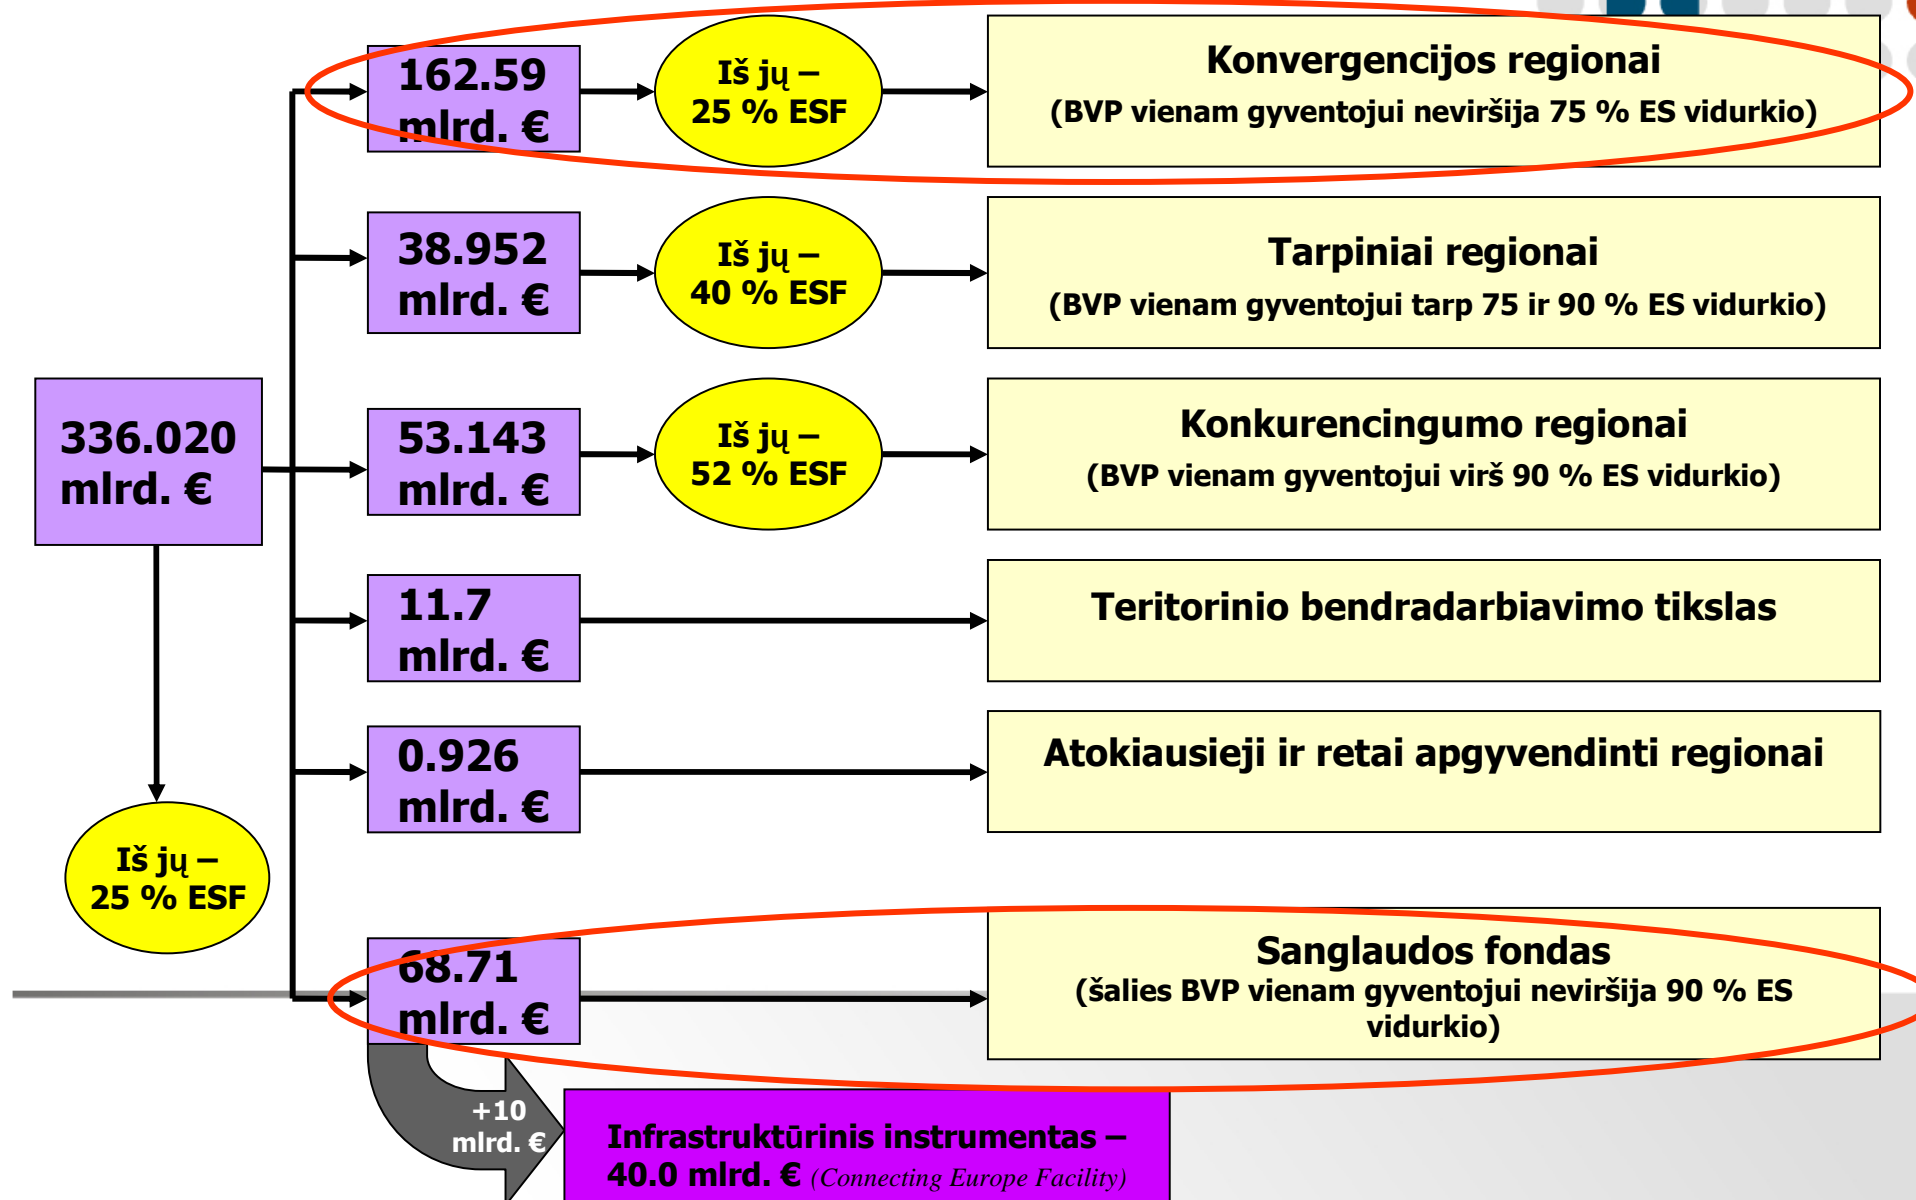 336.020
mlrd. €
Iš jų –
25 % ESF
162.59
mlrd. €
Iš jų –
25 % ESF
Konvergencijos regionai
(BVP vienam gyventojui neviršija 75 % ES vidurkio)
38.952
mlrd. €
Iš jų –
40 % ESF
Tarpiniai regionai
(BVP vienam gyventojui tarp 75 ir 90 % ES vidurkio)
53.143
mlrd. €
Iš jų –
52 % ESF
Konkurencingumo regionai
(BVP vienam gyventojui virš 90 % ES vidurkio)
11.7
mlrd. €
Teritorinio bendradarbiavimo tikslas
0.926
mlrd. €
Atokiausieji ir retai apgyvendinti regionai
68.71
mlrd. €
Sanglaudos fondas
(šalies BVP vienam gyventojui neviršija 90 % ES
vidurkio)
+10
mlrd. €
Infrastruktūrinis instrumentas –
40.0 mlrd. € (Connecting Europe Facility)